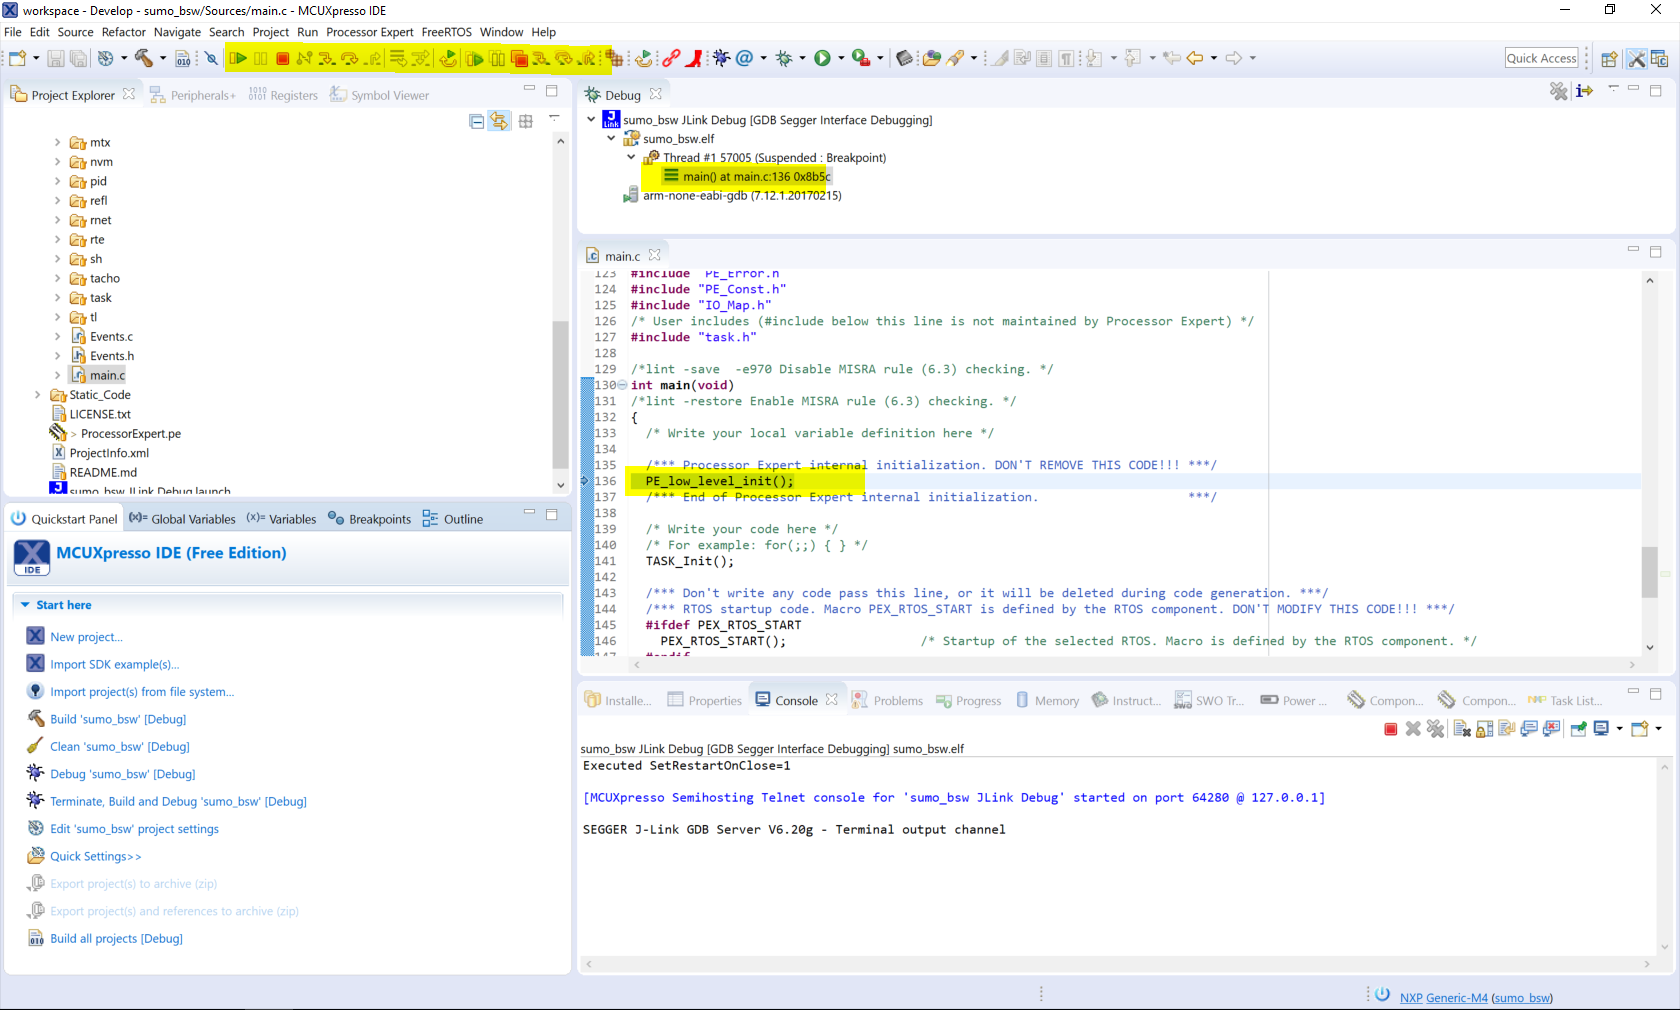 workspace - Develop - sumo_bsw/Sources/main.c - MCUXpresso IDE
File Edit Source Refactor Navigate Search Project Run Processor Expert FreeRTOS Window Help
Quick Access
Project Explorer Peripherals+ Registers Symbol Viewer
mtx
nvm
pid
refl
rnet
rte
sh
tacho
task
tl
Events.c
Events.h
main.c
Static_Code
LICENSE.txt
> ProcessorExpert.pe
ProjectInfo.xml
README.md
sumo_bsw JLink Debug.launch
Debug
sumo_bsw JLink Debug [GDB Segger Interface Debugging]
sumo_bsw.elf
Thread #1 57005 (Suspended : Breakpoint)
main() at main.c:136 0x8b5c
arm-none-eabi-gdb (7.12.1.20170215)
main.c
123 #include "PE_Error.h"
124 #include "PE_Const.h"
125 #include "IO_Map.h"
126 /* User includes (#include below this line is not maintained by Processor Expert) */
127 #include "task.h"
128
129 /*lint -save  -e970 Disable MISRA rule (6.3) checking. */
130 int main(void)
131 /*lint -restore Enable MISRA rule (6.3) checking. */
132 {
133   /* Write your local variable definition here */
134
135   /*** Processor Expert internal initialization. DON'T REMOVE THIS CODE!!! ***/
136   PE_low_level_init();
137   /*** End of Processor Expert internal initialization.                    ***/
138
139   /* Write your code here */
140   /* For example: for(;;) { } */
141   TASK_Init();
142
143   /*** Don't write any code pass this line, or it will be deleted during code generation. ***/
144   /*** RTOS startup code. Macro PEX_RTOS_START is defined by the RTOS component. DON'T MODIFY THIS CODE!!! ***/
145   #ifdef PEX_RTOS_START
146     PEX_RTOS_START();                  /* Startup of the selected RTOS. Macro is defined by the RTOS component. */
147   #endif
Quickstart Panel (x)= Global Variables (x)= Variables Breakpoints Outline
MCUXpresso IDE (Free Edition)
IDE
Start here
New project...
Import SDK example(s)...
Import project(s) from file system...
Build 'sumo_bsw' [Debug]
Clean 'sumo_bsw' [Debug]
Debug 'sumo_bsw' [Debug]
Terminate, Build and Debug 'sumo_bsw' [Debug]
Edit 'sumo_bsw' project settings
Quick Settings>>
Export project(s) to archive (zip)
Export project(s) and references to archive (zip)
Build all projects [Debug]
Installe... Properties Console Problems Progress Memory Instruct... SWO Tr... Power ... Compon... Compon... Task List...
sumo_bsw JLink Debug [GDB Segger Interface Debugging] sumo_bsw.elf
Executed SetRestartOnClose=1
[MCUXpresso Semihosting Telnet console for 'sumo_bsw JLink Debug' started on port 64280 @ 127.0.0.1]
SEGGER J-Link GDB Server V6.20g - Terminal output channel
NXP Generic-M4 (sumo_bsw)